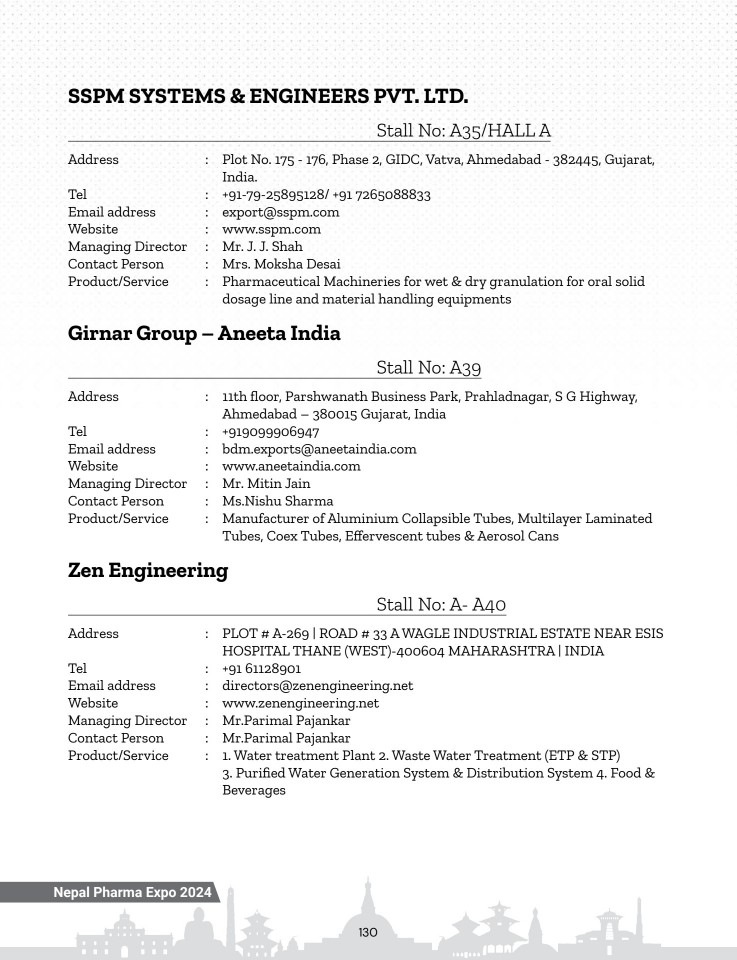 SSPM SYSTEMS & ENGINEERS PVT. LTD.
Stall No: A35/HALL A
Address : Plot No. 175 - 176, Phase 2, GIDC, Vatva, Ahmedabad - 382445, Gujarat,
India.
Tel : +91-79-25895128/ +91 7265088833
Email address : export@sspm.com
Website : www.sspm.com
Managing Director : Mr. J. J. Shah
Contact Person : Mrs. Moksha Desai
Product/Service : Pharmaceutical Machineries for wet & dry granulation for oral solid
dosage line and material handling equipments
Girnar Group – Aneeta India
Stall No: A39
Address : 11th floor, Parshwanath Business Park, Prahladnagar, S G Highway,
Ahmedabad – 380015 Gujarat, India
Tel : +919099906947
Email address : bdm.exports@aneetaindia.com
Website : www.aneetaindia.com
Managing Director : Mr. Mitin Jain
Contact Person : Ms.Nishu Sharma
Product/Service : Manufacturer of Aluminium Collapsible Tubes, Multilayer Laminated
Tubes, Coex Tubes, Effervescent tubes & Aerosol Cans
Zen Engineering
Stall No: A- A40
Address : PLOT # A-269 | ROAD # 33 A WAGLE INDUSTRIAL ESTATE NEAR ESIS
HOSPITAL THANE (WEST)-400604 MAHARASHTRA | INDIA
Tel : +91 61128901
Email address : directors@zenengineering.net
Website : www.zenengineering.net
Managing Director : Mr.Parimal Pajankar
Contact Person : Mr.Parimal Pajankar
Product/Service : 1. Water treatment Plant 2. Waste Water Treatment (ETP & STP)
3. Purified Water Generation System & Distribution System 4. Food &
Beverages
Nepal Pharma Expo 2024
130